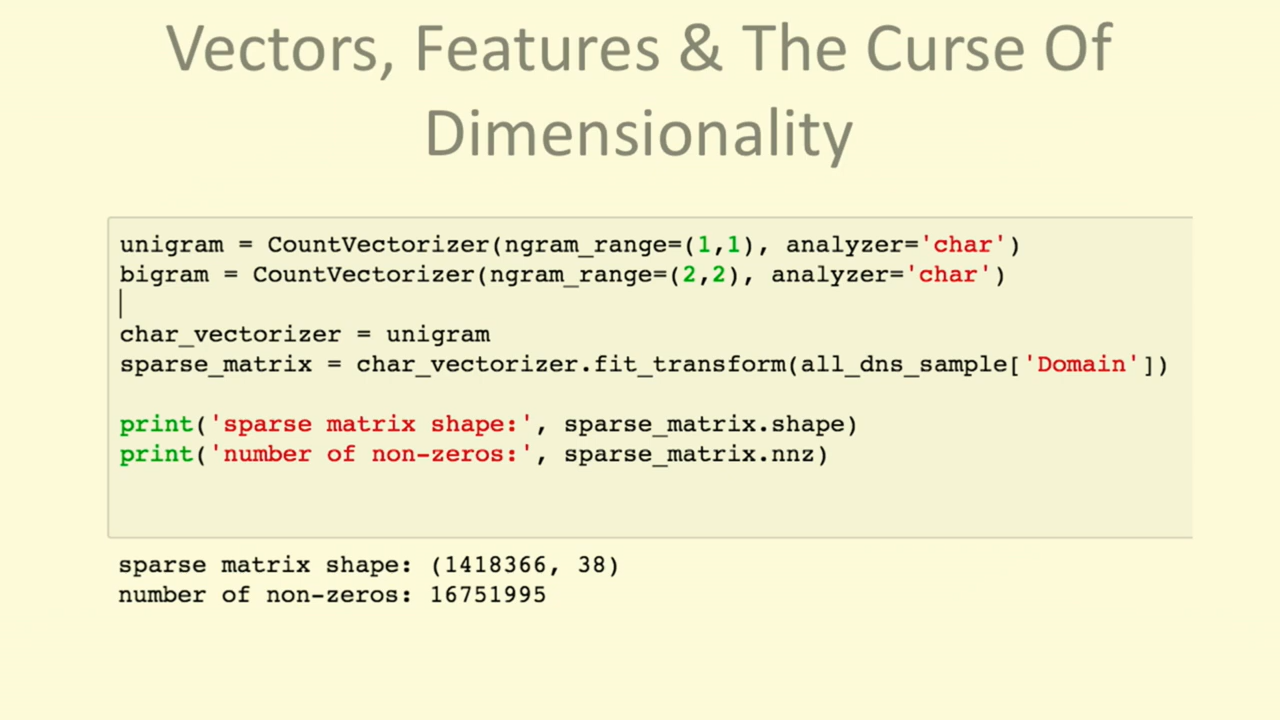 Vectors, Features & The Curse Of
Dimensionality
unigram = CountVectorizer(ngram_range=(1,1), analyzer='char')
bigram = CountVectorizer(ngram_range=(2,2), analyzer='char')
char_vectorizer = unigram
sparse_matrix = char_vectorizer.fit_transform(all_dns_sample['Domain'])
print('sparse matrix shape:', sparse_matrix.shape)
print('number of non-zeros:', sparse_matrix.nnz)
sparse matrix shape: (1418366, 38)
number of non-zeros: 16751995